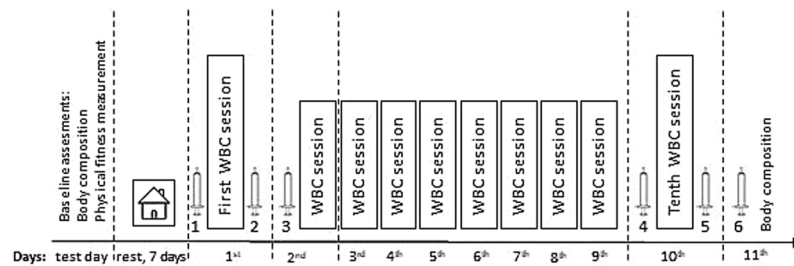 Baseline assesments:
Body composition
Physical fitness measurement
1
First WBC session
2
3
WBC session
WBC session
WBC session
WBC session
WBC session
WBC session
WBC session
WBC session
4
Tenth WBC session
5
6
Body composition
Days: test day rest, 7 days 1st 2nd 3nd 4th 5th 6th 7th 8th 9th 10th 11th